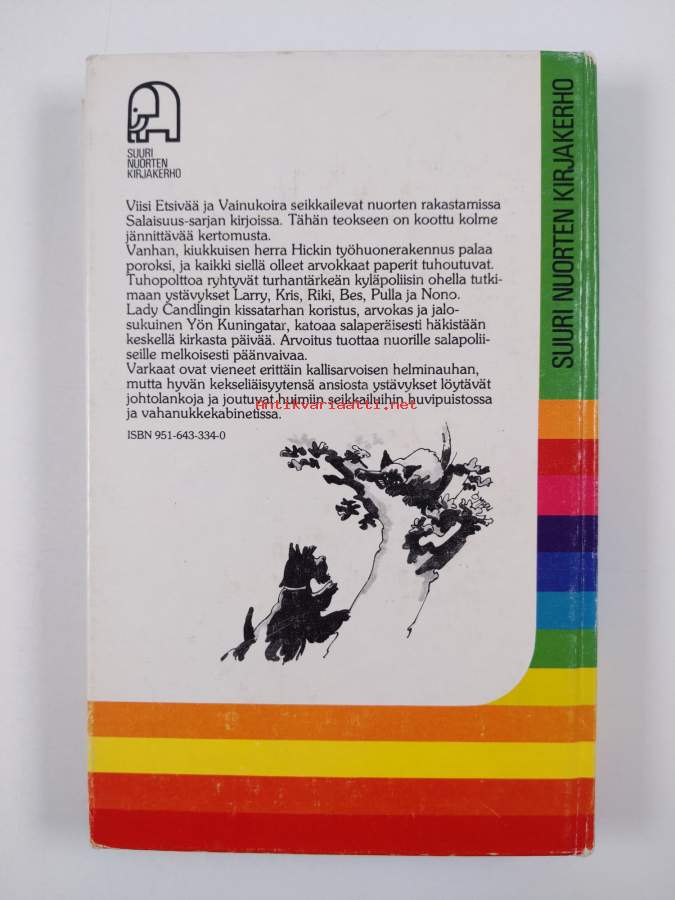 SUURI
NUORTEN
KIRJAKERHO
Viisi Etsivää ja Vainukoira seikkailevat nuorten rakastamissa
Salaisuus-sarjan kirjoissa. Tähän teokseen on koottu kolme
jännittävää kertomusta.
Vanhan, kiukkuisen herra Hickin työhuonerakennus palaa
poroksi, ja kaikki siellä olleet arvokkaat paperit tuhoutuvat.
Tuhopolttoa ryhtyvät turhantärkeän kyläpoliisin ohella tutki-
maan ystävykset Larry, Kris, Riki, Bes, Pulla ja Nono.
Lady Candlingin kissatarhan koristus, arvokas ja jalo-
sukuinen Yön Kuningatar, katoaa salaperäisesti häkistään
keskellä kirkasta päivää. Arvoitus tuottaa nuorille salapolii-
seille melkoisesti päänvaivaa.
Varkaat ovat vieneet erittäin kallisarvoisen helminauhan,
mutta hyvän kekseliäisyytensä ansiosta ystävykset löytävät
johtolankoja ja joutuvat huimiin seikkailuihin huvipuistossa
ja vahanukkekabinetissa.
Antikvariaatti.net
ISBN 951-643-334-0
SUURI NUORTEN KIRJAKERHO